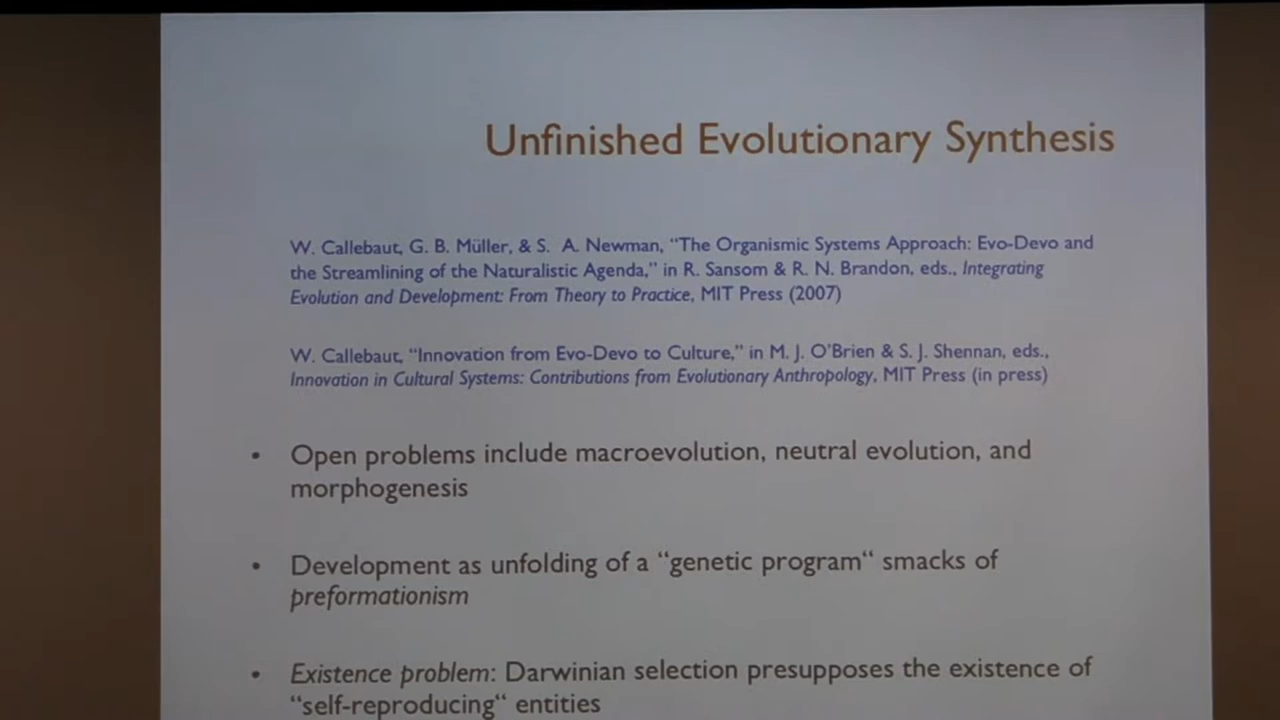 Unfinished Evolutionary Synthesis
W. Callebaut, G. B. Müller, & S. A. Newman, “The Organismic Systems Approach: Evo-Devo and
the Streamlining of the Naturalistic Agenda,” in R. Sansom & R. N. Brandon, eds., Integrating
Evolution and Development: From Theory to Practice, MIT Press (2007)
W. Callebaut, “Innovation from Evo-Devo to Culture,” in M. J. O’Brien & S. J. Shennan, eds.,
Innovation in Cultural Systems: Contributions from Evolutionary Anthropology, MIT Press (in press)
• Open problems include macroevolution, neutral evolution, and
morphogenesis
• Development as unfolding of a “genetic program“ smacks of
preformationism
• Existence problem: Darwinian selection presupposes the existence of
“self-reproducing“ entities